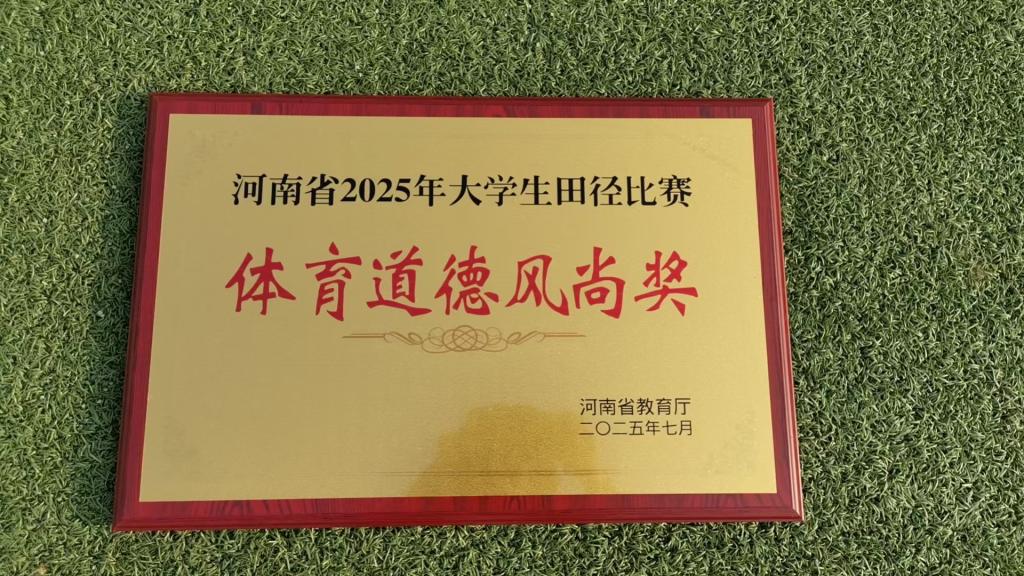 河南省2025年大学生田径比赛
体育道德风尚奖
河南省教育厅
二〇二五年七月